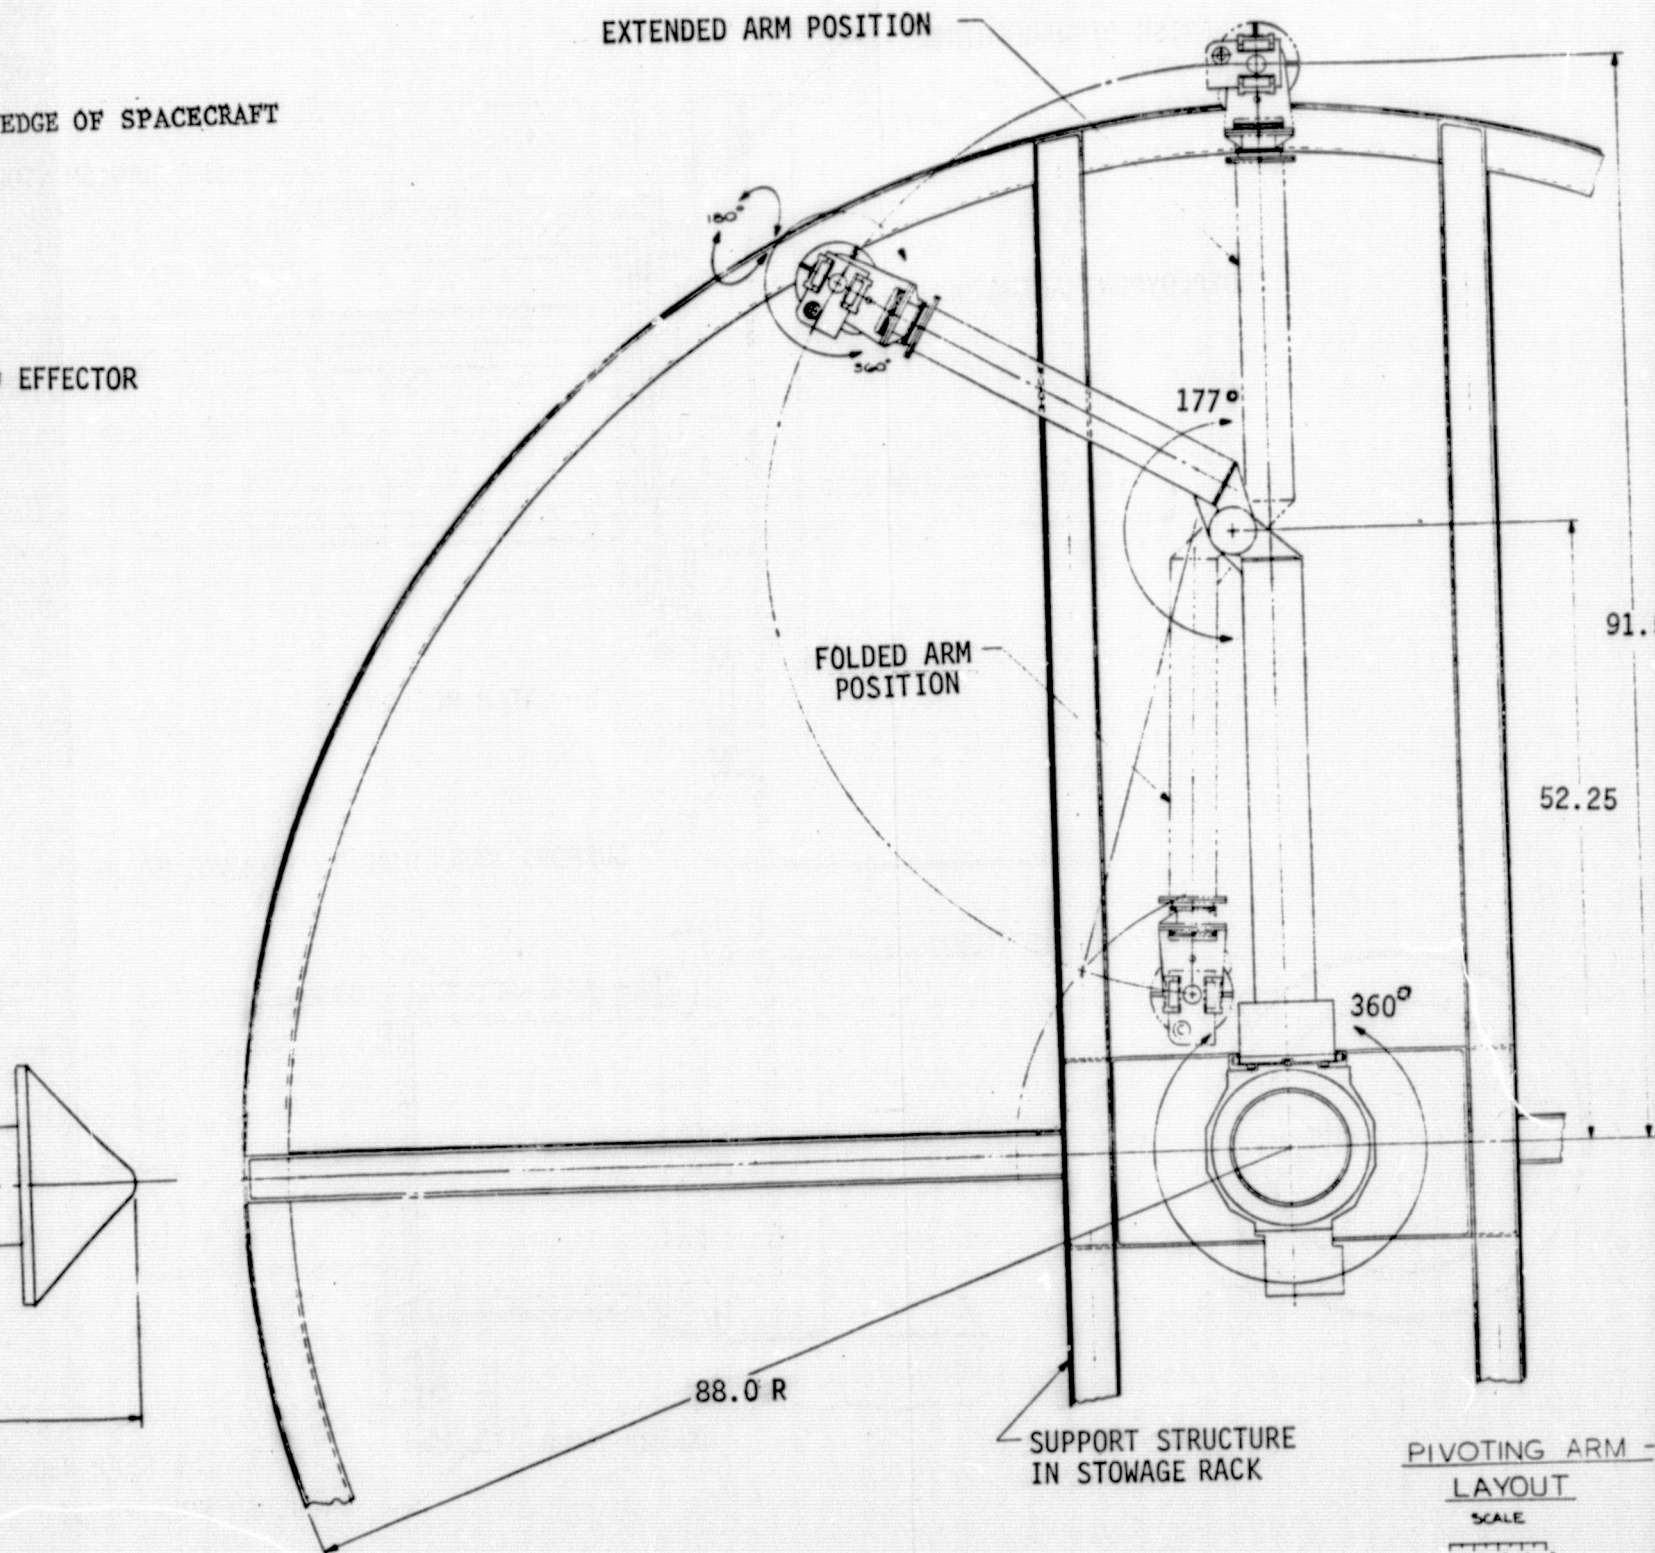 EXTENDED ARM POSITION
EDGE OF SPACECRAFT
180°
EFFECTOR
360°
177°
FOLDED ARM
POSITION
91.
52.25
360°
88.0 R
SUPPORT STRUCTURE
IN STOWAGE RACK
PIVOTING ARM -
LAYOUT
SCALE